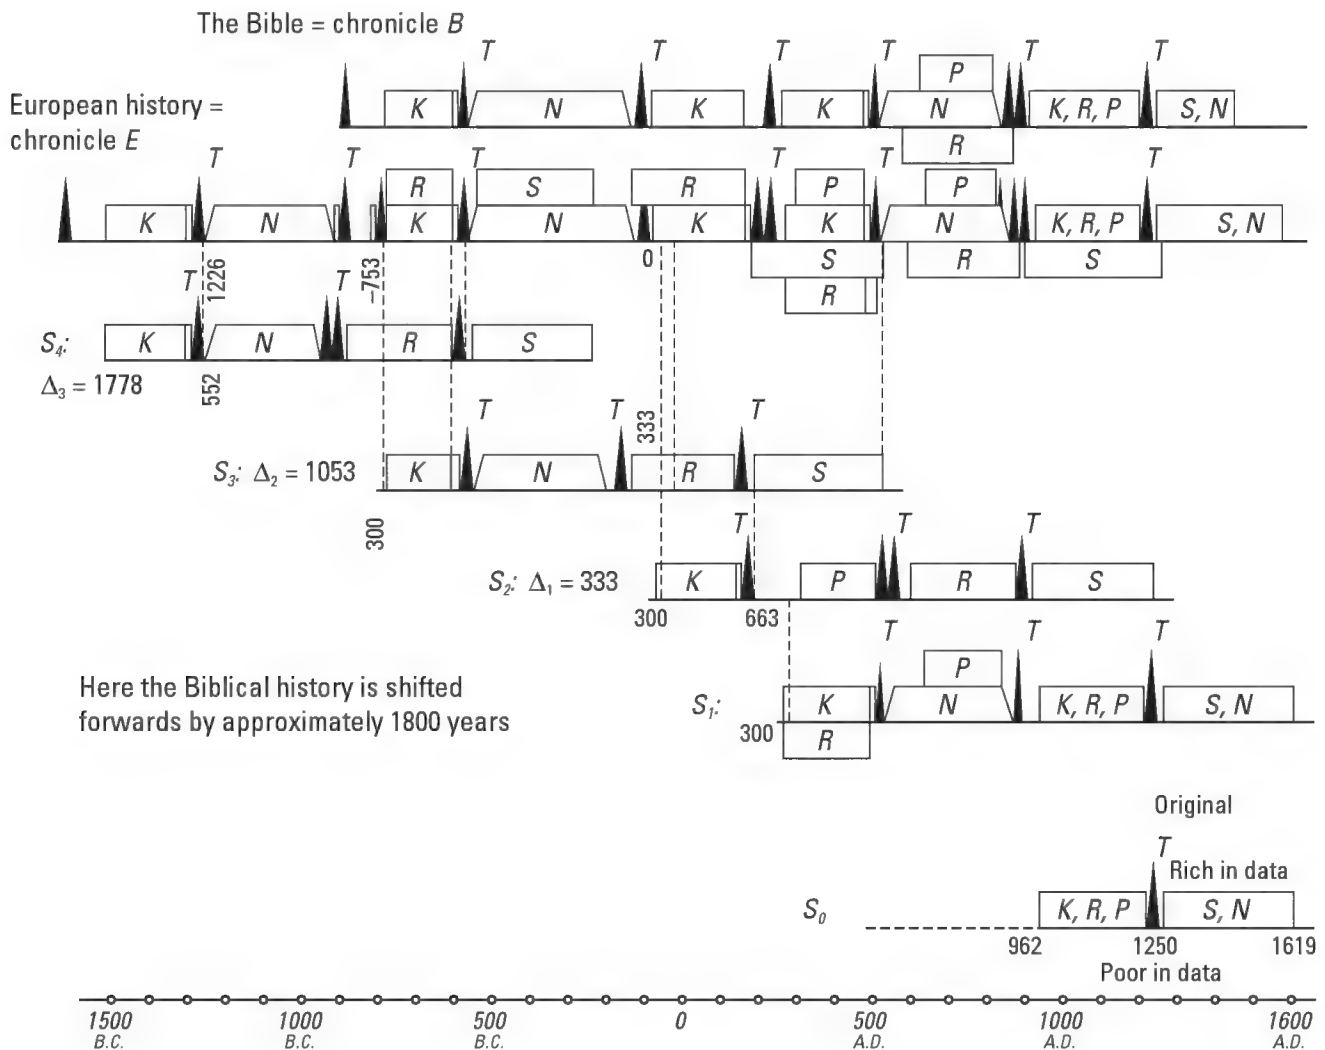 The Bible = chronicle B
T T T T T T
P
K N K K N K, R, P S, N
R
European history =
chronicle E
T T T T T
R S R P P
K N K N K K N K, R, P S, N
S R S
R
1226 –753 0
T T
S₄: K N R S
Δ₃ = 1778
552
T T 333 T
S₃: Δ₂ = 1053 K N R S
300
T T T
S₂: Δ₁ = 333 K P R S
300 663
T T T
P
S₁: K N K, R, P S, N
300 R
Here the Biblical history is shifted
forwards by approximately 1800 years
Original
T
Rich in data
S₀ K, R, P S, N
962 1250 1619
Poor in data
1500 1000 500 0 500 1000 1600
B.C. B.C. B.C. A.D. A.D. A.D.